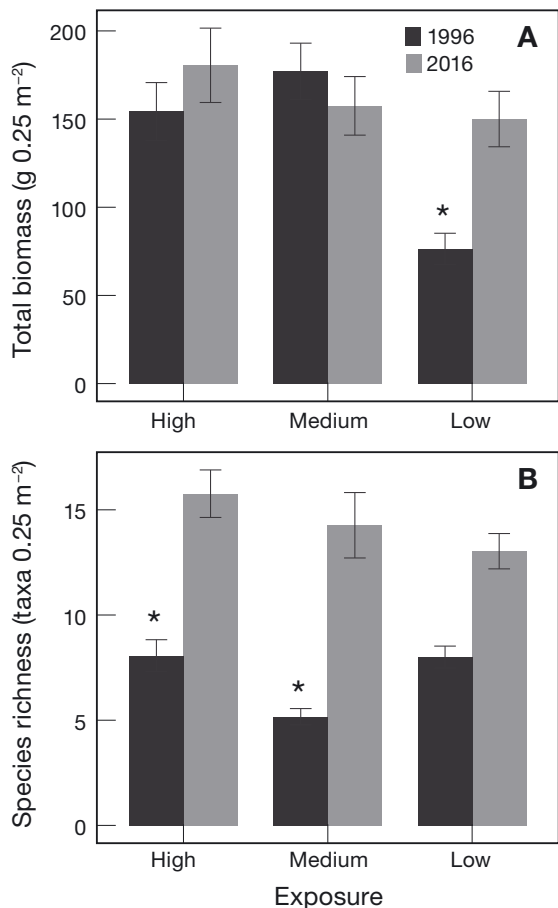 A
1996
2016
Total biomass (g 0.25 m⁻²)
200
150
100
50
0
*
High Medium Low
B
Species richness (taxa 0.25 m⁻²)
15
10
5
0
*
*
High Medium Low
Exposure